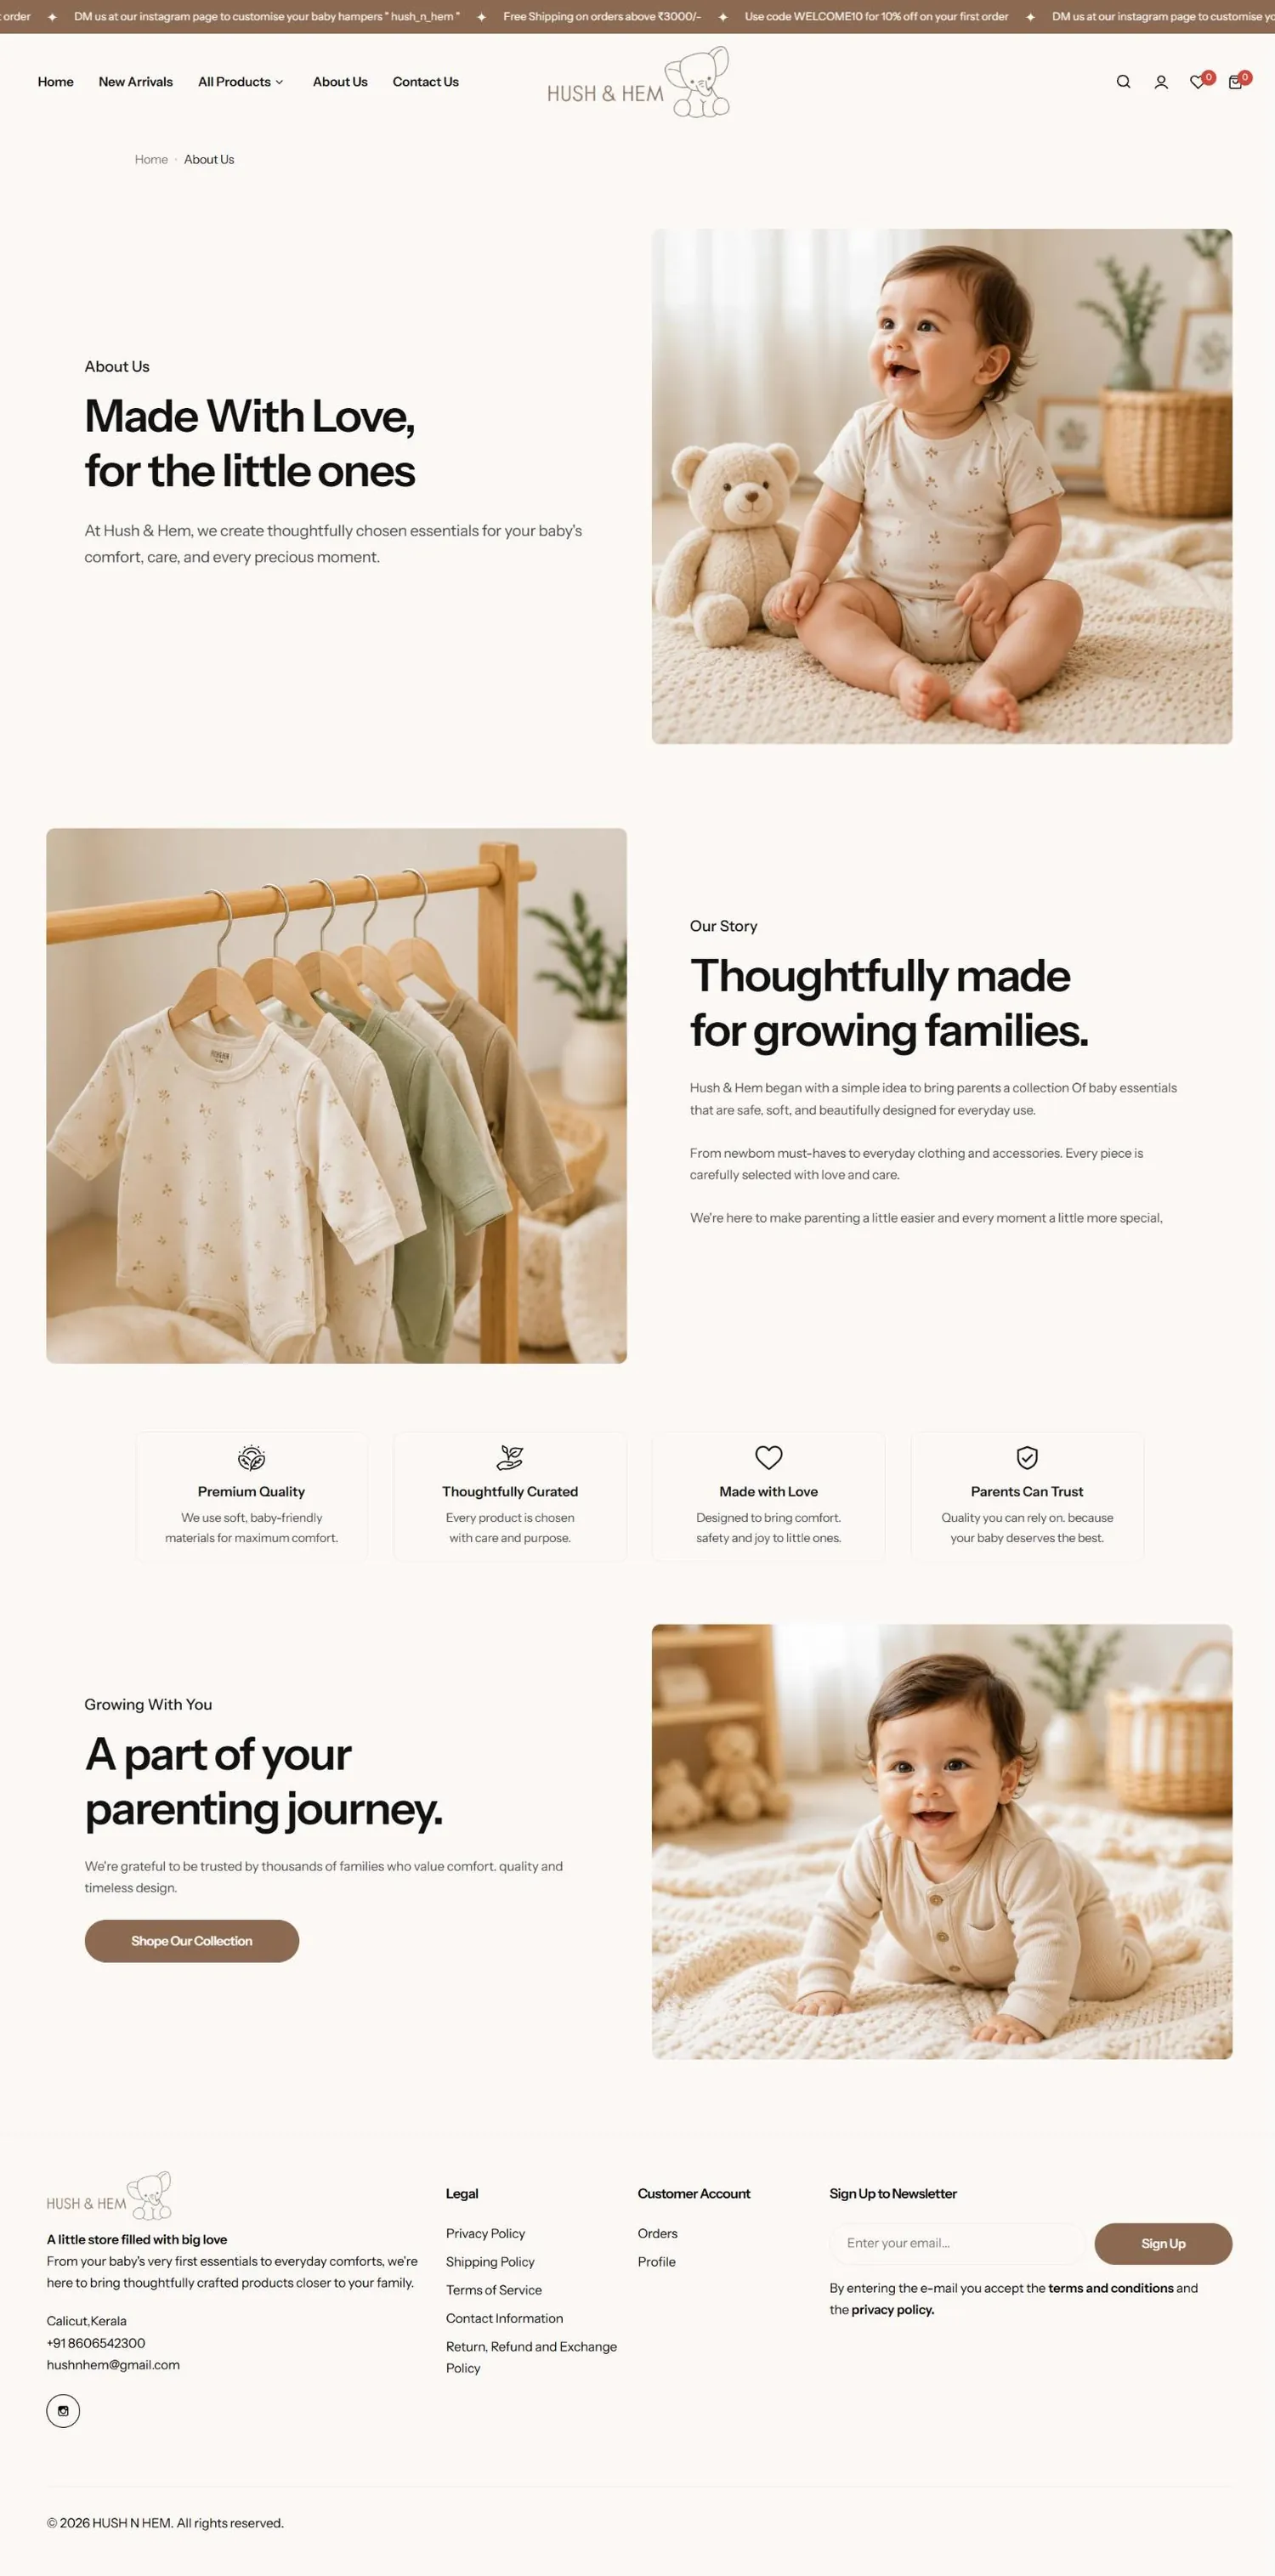 order ✦ DM us at our instagram page to customise your baby hampers " hush_n_hem " ✦ Free Shipping on orders above ₹3000/- ✦ Use code WELCOME10 for 10% off on your first order ✦ DM us at our instagram page to customise
Home New Arrivals All Products About Us Contact Us
HUSH & HEM
0 0
Home · About Us
About Us
Made With Love,
for the little ones
At Hush & Hem, we create thoughtfully chosen essentials for your baby's
comfort, care, and every precious moment.
Our Story
Thoughtfully made
for growing families.
Hush & Hem began with a simple idea to bring parents a collection Of baby essentials
that are safe, soft, and beautifully designed for everyday use.
From newbom must-haves to everyday clothing and accessories. Every piece is
carefully selected with love and care.
We're here to make parenting a little easier and every moment a little more special,
Premium Quality
We use soft, baby-friendly
materials for maximum comfort.
Thoughtfully Curated
Every product is chosen
with care and purpose.
Made with Love
Designed to bring comfort.
safety and joy to little ones.
Parents Can Trust
Quality you can rely on. because
your baby deserves the best.
Growing With You
A part of your
parenting journey.
We're grateful to be trusted by thousands of families who value comfort. quality and
timeless design.
Shope Our Collection
HUSH & HEM
A little store filled with big love
From your baby's very first essentials to everyday comforts, we're
here to bring thoughtfully crafted products closer to your family.
Calicut,Kerala
+91 8606542300
hushnhem@gmail.com
Legal
Privacy Policy
Shipping Policy
Terms of Service
Contact Information
Return, Refund and Exchange
Policy
Customer Account
Orders
Profile
Sign Up to Newsletter
Enter your email...
Sign Up
By entering the e-mail you accept the terms and conditions and
the privacy policy.
© 2026 HUSH N HEM. All rights reserved.